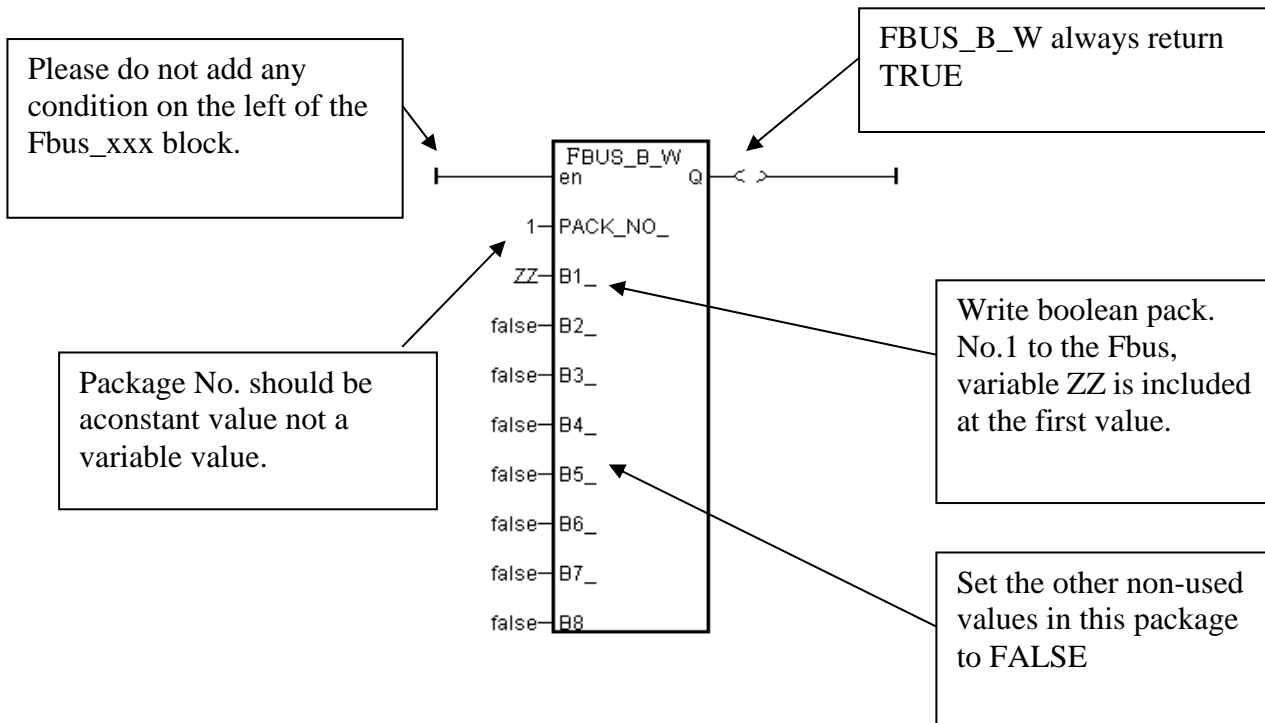 Please do not add any
condition on the left of the
Fbus_xxx block.
FBUS_B_W always return
TRUE
FBUS_B_W
en Q
1 PACK_NO_
ZZ B1_
false B2_
false B3_
false B4_
false B5_
false B6_
false B7_
false B8
Package No. should be
aconstant value not a
variable value.
Write boolean pack.
No.1 to the Fbus,
variable ZZ is included
at the first value.
Set the other non-used
values in this package
to FALSE